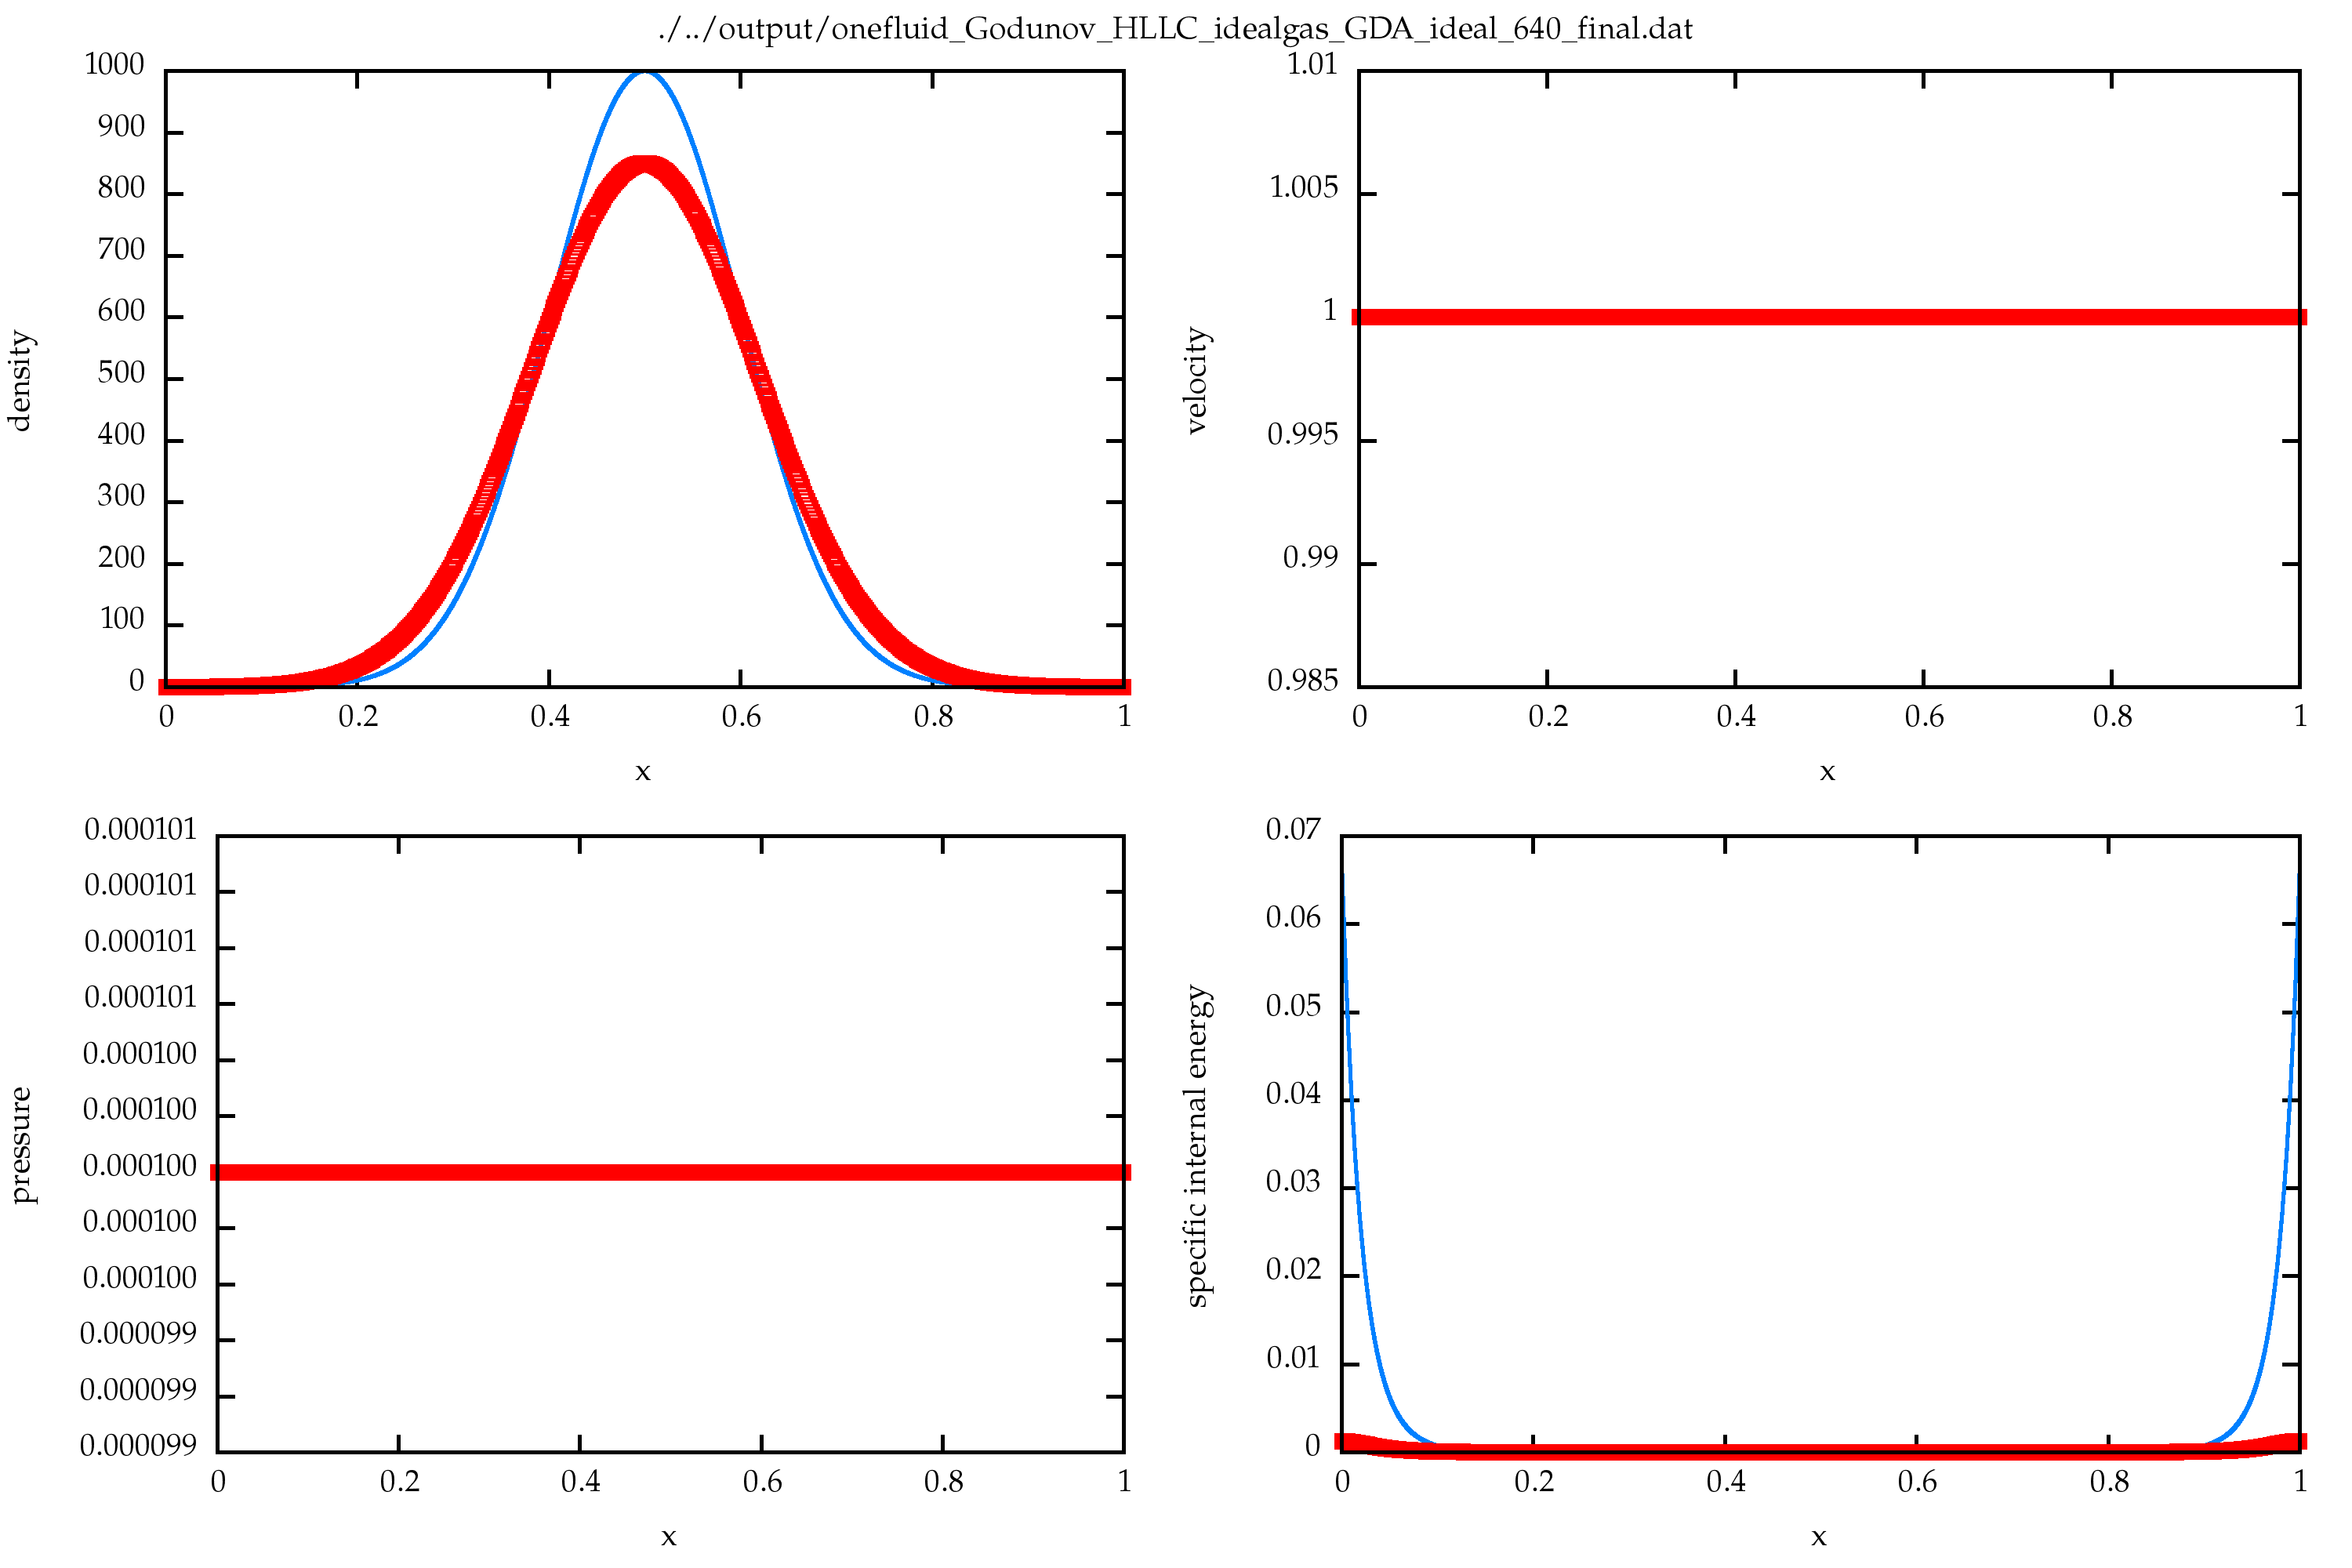 ./../output/onefluid_Godunov_HLLC_idealgas_GDA_ideal_640_final.dat
density
1000
900
800
700
600
500
400
300
200
100
0
0 0.2 0.4 0.6 0.8 1
x
velocity
1.01
1.005
1
0.995
0.99
0.985
0 0.2 0.4 0.6 0.8 1
x
pressure
0.000101
0.000101
0.000101
0.000101
0.000100
0.000100
0.000100
0.000100
0.000100
0.000099
0.000099
0.000099
0 0.2 0.4 0.6 0.8 1
x
specific internal energy
0.07
0.06
0.05
0.04
0.03
0.02
0.01
0
0 0.2 0.4 0.6 0.8 1
x